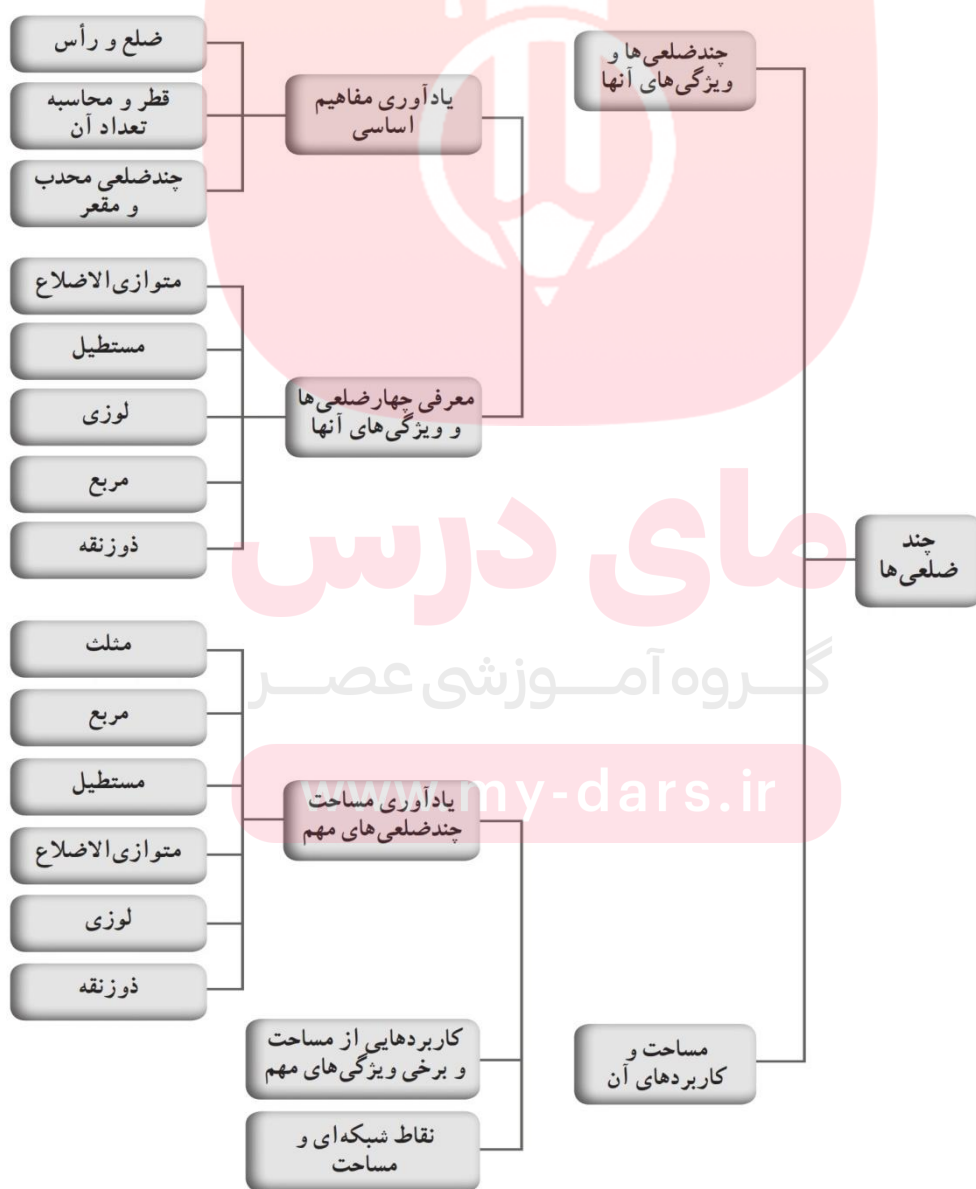 چند
ضلعی‌ها
چندضلعی‌ها و
ویژگی‌های آنها
یادآوری مفاهیم
اساسی
ضلع و رأس
قطر و محاسبه
تعداد آن
چندضلعی محدب
و مقعر
معرفی چهارضلعی‌ها
و ویژگی‌های آنها
متوازی‌الاضلاع
مستطیل
لوزی
مربع
ذوزنقه
مساحت و
کاربردهای آن
یادآوری مساحت
چندضلعی‌های مهم
مثلث
مربع
مستطیل
متوازی‌الاضلاع
لوزی
ذوزنقه
کاربردهایی از مساحت
و برخی ویژگی‌های مهم
نقاط شبکه‌ای و
مساحت
مای درس
گروه آموزشی عصر
www.my-dars.ir